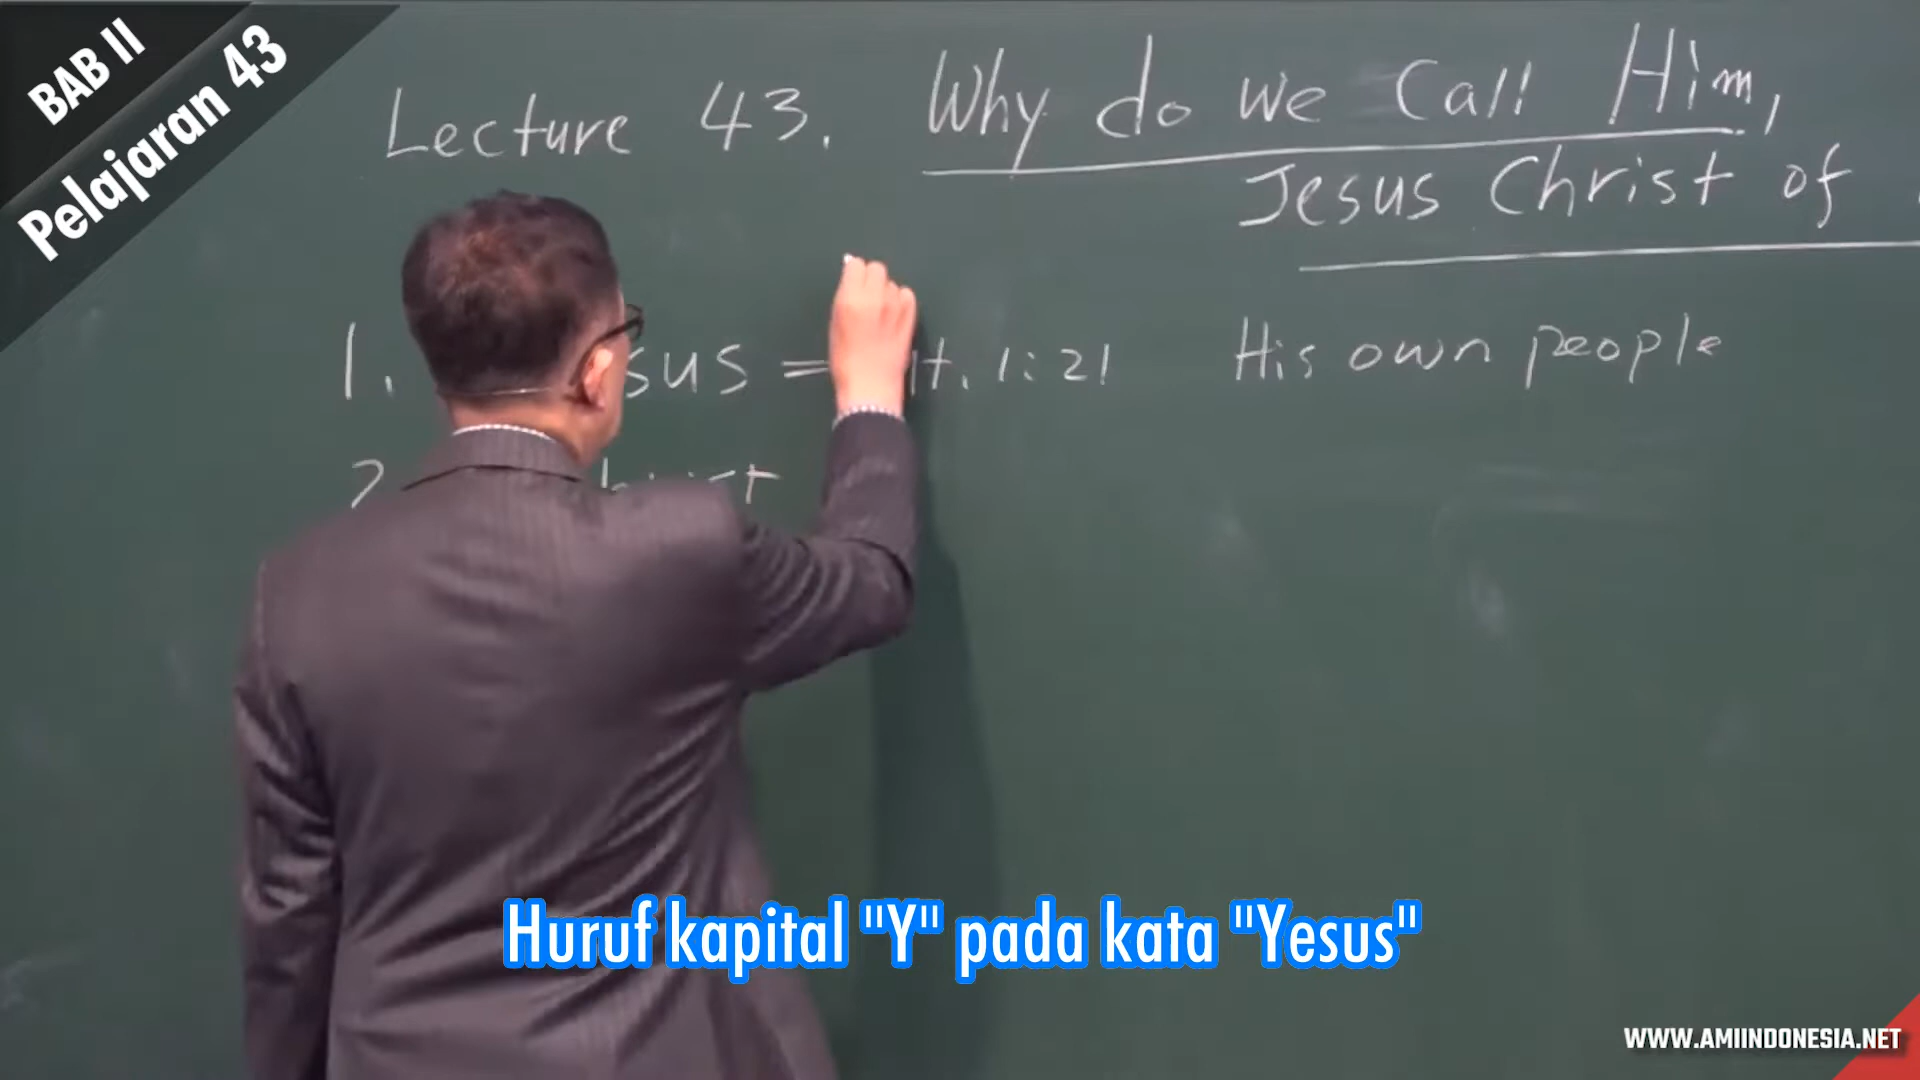 BAB II
Pelajaran 43
Lecture 43. Why do we Call Him,
Jesus Christ of
1. sus = t. 1:21 His own people
2
Huruf kapital "Y" pada kata "Yesus"
WWW.AMIINDONESIA.NET